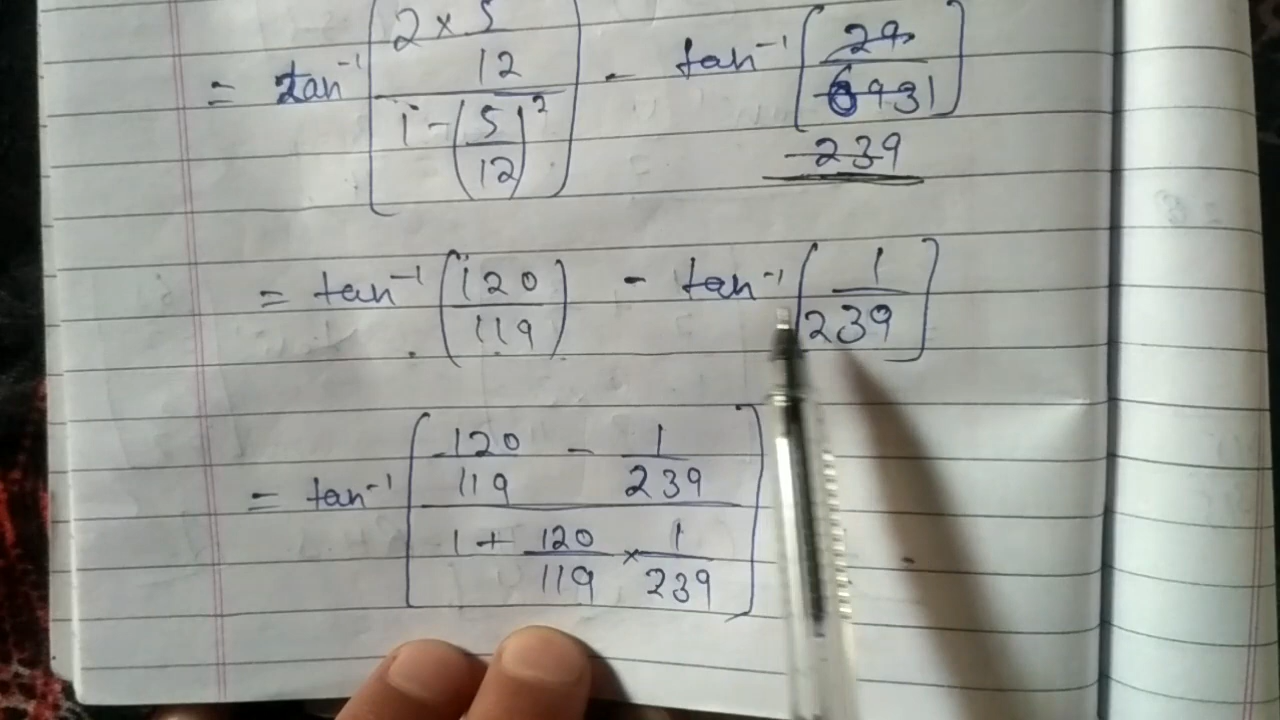 = tan⁻¹ [ (2 × 5/12) / (1 - (5/12)²) ] - tan⁻¹ [ 29/6931 ]
239
= tan⁻¹ (120/119) - tan⁻¹ [ 1/239 ]
= tan⁻¹ [ (120/119 - 1/239) / (1 + 120/119 × 1/239) ]